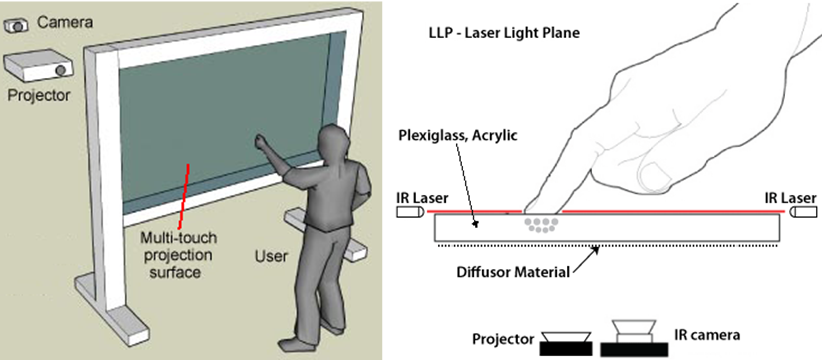 Camera
Projector
Multi-touch
projection
surface
User
LLP - Laser Light Plane
Plexiglass, Acrylic
IR Laser
IR Laser
Diffusor Material
Projector
IR camera